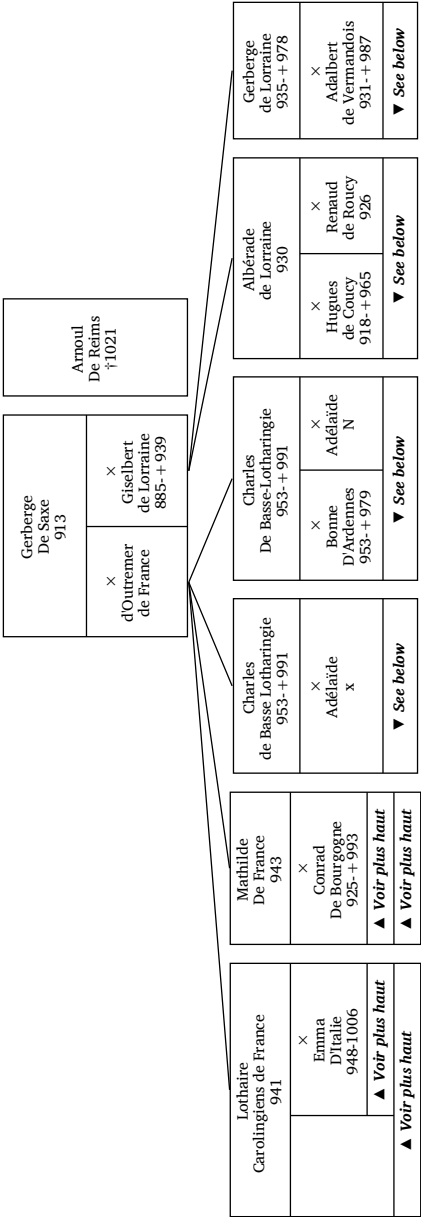 Gerberge
De Saxe
913
×
d'Outremer
de France
×
Giselbert
de Lorraine
885-+939
Arnoul
De Reims
†1021
Lothaire
Carolingiens de France
941
×
Emma
D'Italie
948-1006
▲ Voir plus haut
▲ Voir plus haut
Mathilde
De France
943
×
Conrad
De Bourgogne
925-+993
▲ Voir plus haut
▲ Voir plus haut
Charles
de Basse Lotharingie
953-+991
×
Adélaïde
x
▼ See below
Charles
De Basse-Lotharingie
953-+991
×
Bonne
D'Ardennes
953-+979
×
Adélaïde
N
▼ See below
Albérade
de Lorraine
930
×
Hugues
de Coucy
918-+965
×
Renaud
de Roucy
926
▼ See below
Gerberge
de Lorraine
935-+978
×
Adalbert
de Vermandois
931-+987
▼ See below